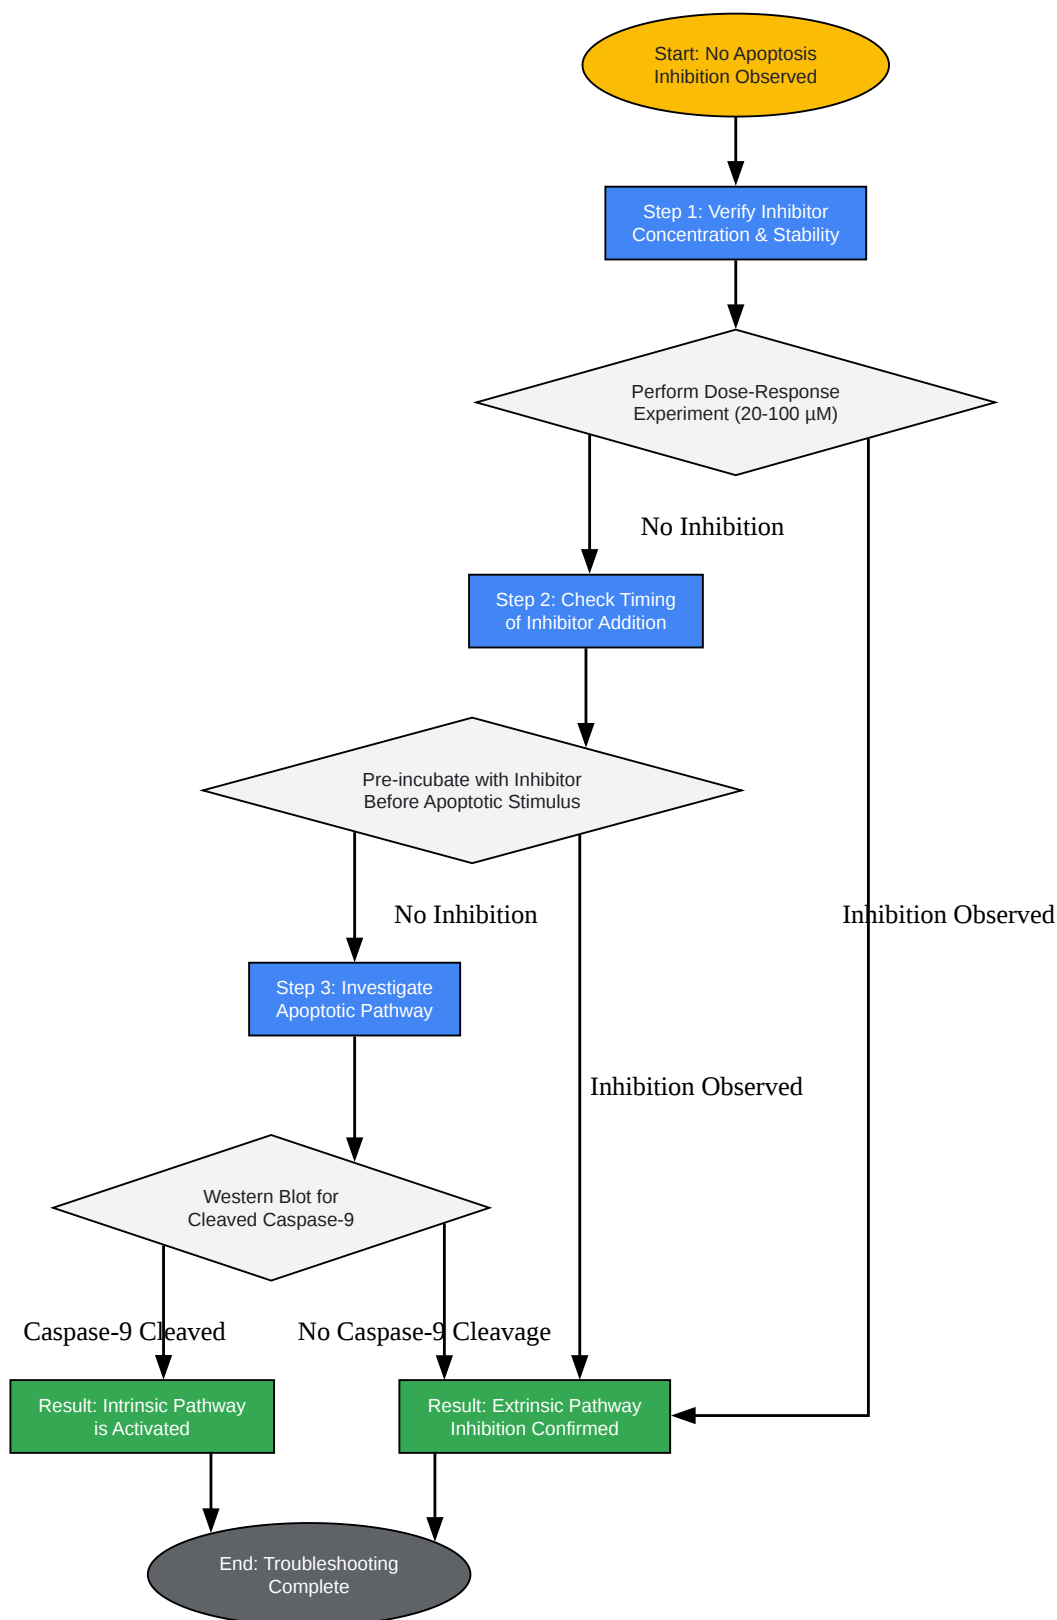 Start: No Apoptosis
Inhibition Observed
Step 1: Verify Inhibitor
Concentration & Stability
Perform Dose-Response
Experiment (20-100 µM)
No Inhibition
Step 2: Check Timing
of Inhibitor Addition
Pre-incubate with Inhibitor
Before Apoptotic Stimulus
No Inhibition
Inhibition Observed
Step 3: Investigate
Apoptotic Pathway
Inhibition Observed
Western Blot for
Cleaved Caspase-9
Caspase-9 Cleaved
No Caspase-9 Cleavage
Result: Intrinsic Pathway
is Activated
Result: Extrinsic Pathway
Inhibition Confirmed
End: Troubleshooting
Complete